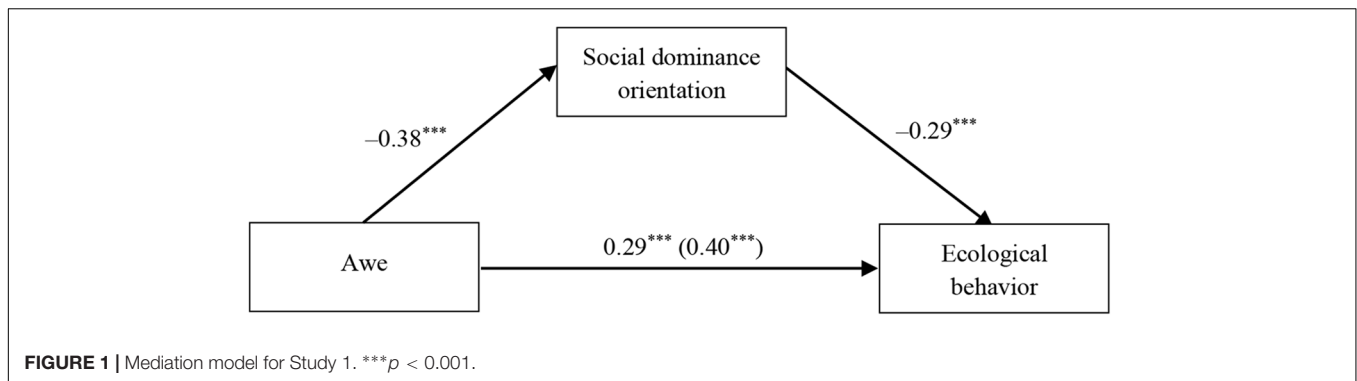 Social dominance
orientation
–0.38***
–0.29***
0.29*** (0.40***)
Awe
Ecological
behavior
FIGURE 1 | Mediation model for Study 1. ***p < 0.001.